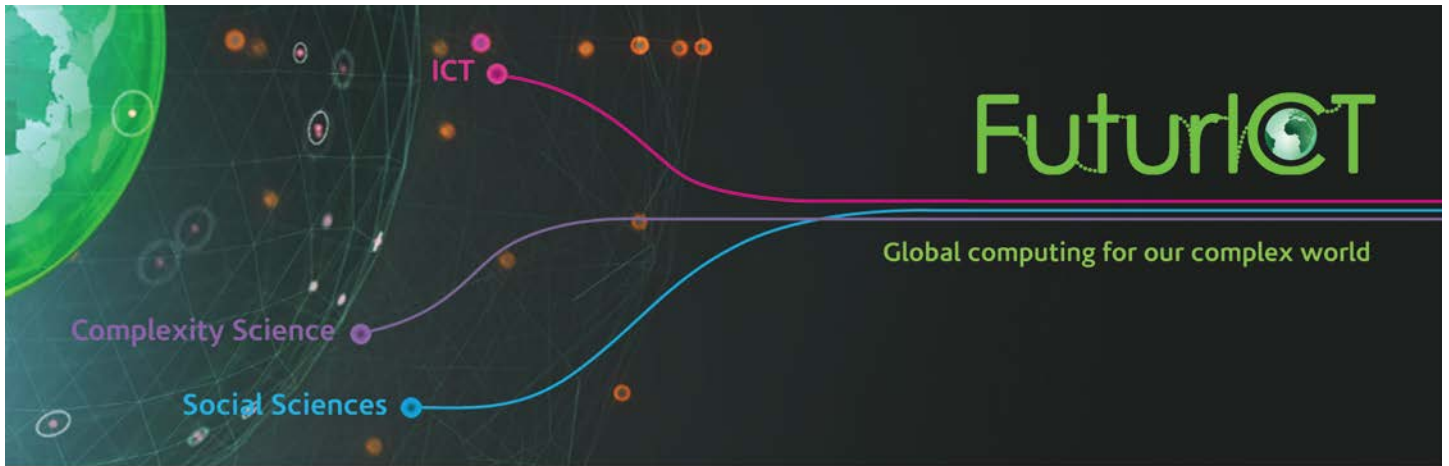 ICT
FuturICT
Global computing for our complex world
Complexity Science
Social Sciences